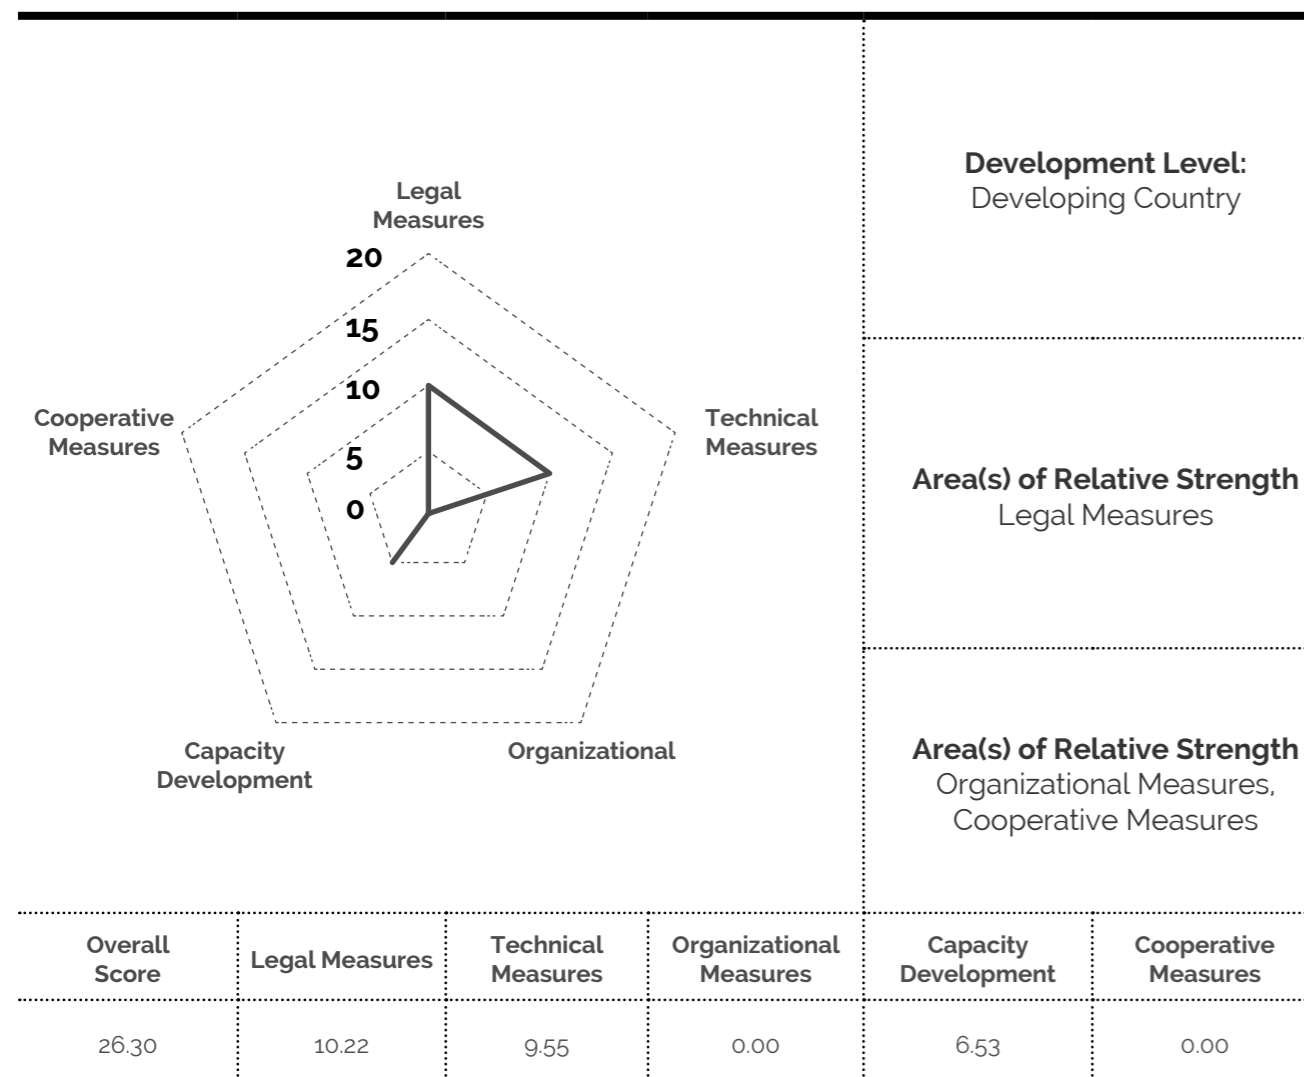 Legal
Measures
20
15
10
5
0
Cooperative
Measures
Technical
Measures
Capacity
Development
Organizational
Development Level:
Developing Country
Area(s) of Relative Strength
Legal Measures
Area(s) of Relative Strength
Organizational Measures,
Cooperative Measures
Overall
Score
Legal Measures
Technical
Measures
Organizational
Measures
Capacity
Development
Cooperative
Measures
26.30
10.22
9.55
0.00
6.53
0.00